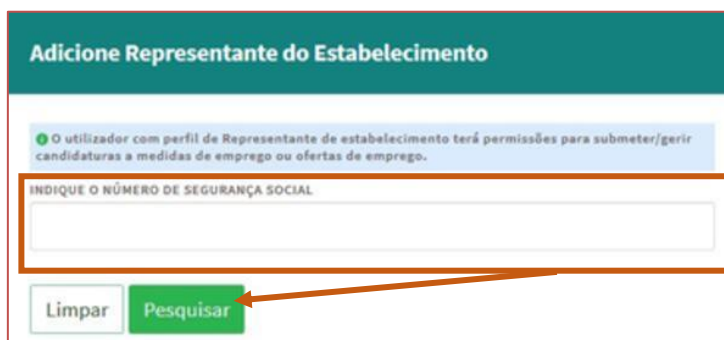 Adicione Representante do Estabelecimento
O utilizador com perfil de Representante de estabelecimento terá permissões para submeter/gerir
candidaturas a medidas de emprego ou ofertas de emprego.
INDIQUE O NÚMERO DE SEGURANÇA SOCIAL
Limpar Pesquisar